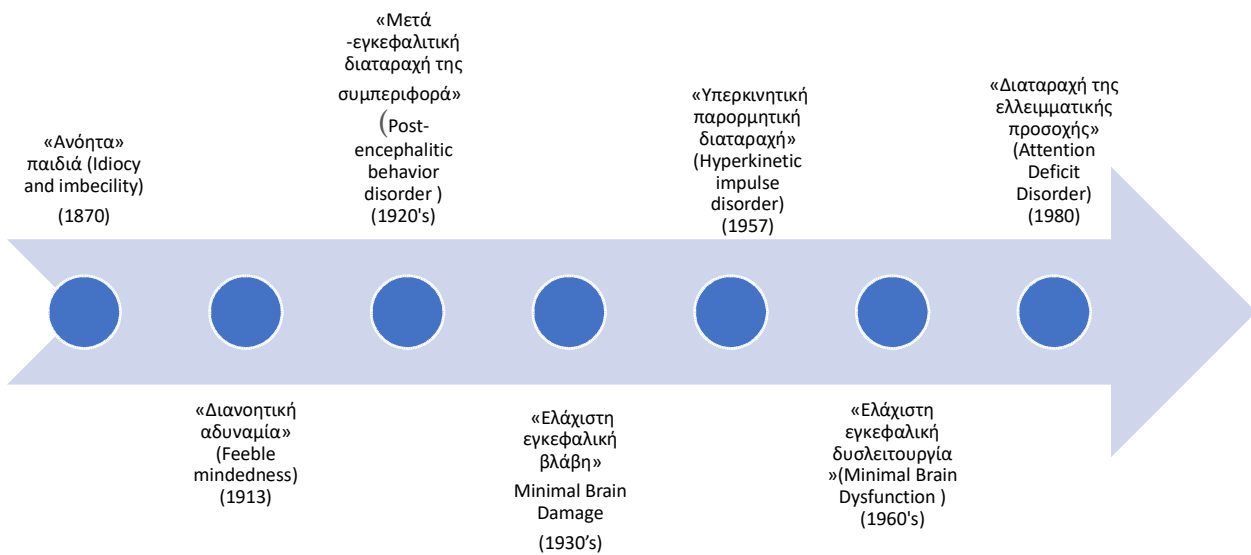 «Ανόητα»
παιδιά (Idiocy
and imbecility)
(1870)
«Διανοητική
αδυναμία»
(Feeble
mindedness)
(1913)
«Μετά
-εγκεφαλιτική
διαταραχή της
συμπεριφορά»
(Post-
encephalitic
behavior
disorder )
(1920's)
«Ελάχιστη
εγκεφαλική
βλάβη»
Minimal Brain
Damage
(1930’s)
«Υπερκινητική
παρορμητική
διαταραχή»
(Hyperkinetic
impulse
disorder)
(1957)
«Ελάχιστη
εγκεφαλική
δυσλειτουργία
»(Minimal Brain
Dysfunction )
(1960's)
«Διαταραχή της
ελλειμματικής
προσοχής»
(Attention
Deficit
Disorder)
(1980)